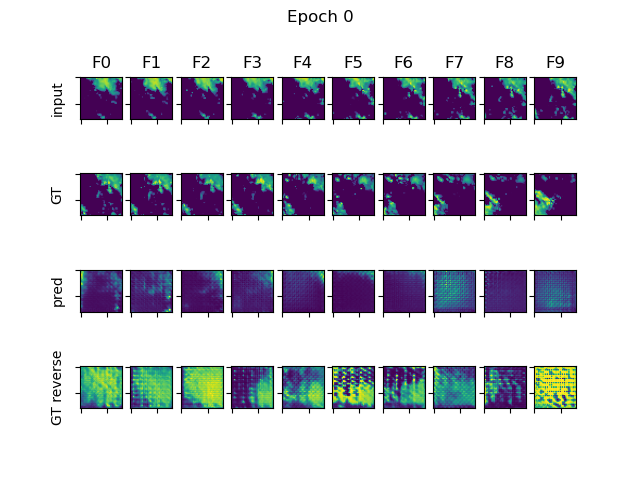 Epoch 0
F0 F1 F2 F3 F4 F5 F6 F7 F8 F9
input
GT
pred
GT reverse